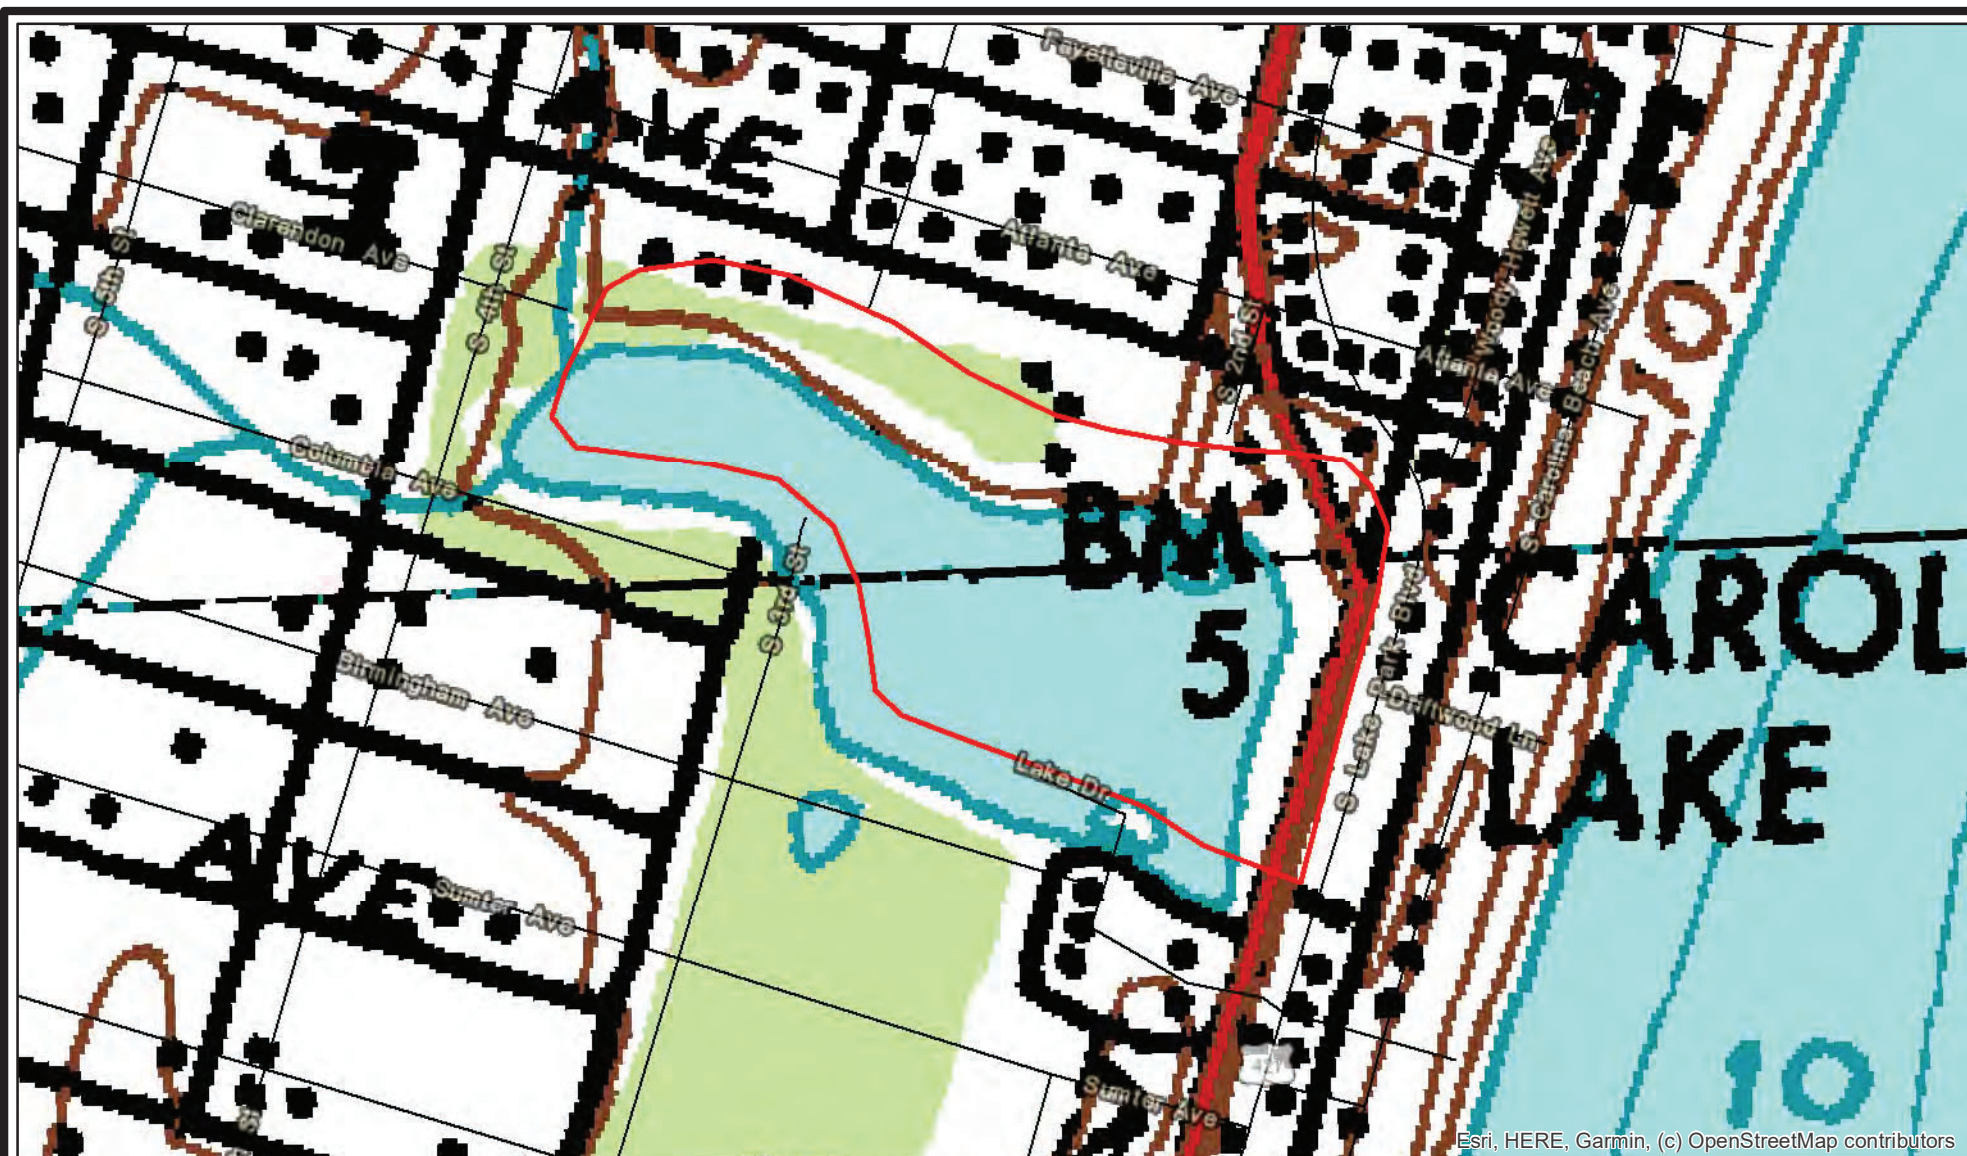 Fayetteville Ave
AKE
Clarendon Ave
Atlanta Ave
S 5th St
S 4th St
S 2nd St
Woody Hewett Ave
S Carolina Beach Ave
10
Atlanta Ave
Columbia Ave
BM
5
S 3rd St
CAROL
LAKE
Birmingham Ave
S Lake Park Blvd
Driftwood Ln
Lake Dr
AVE
Sumter Ave
10
421
Sumter Ave
S
Esri, HERE, Garmin, (c) OpenStreetMap contributors